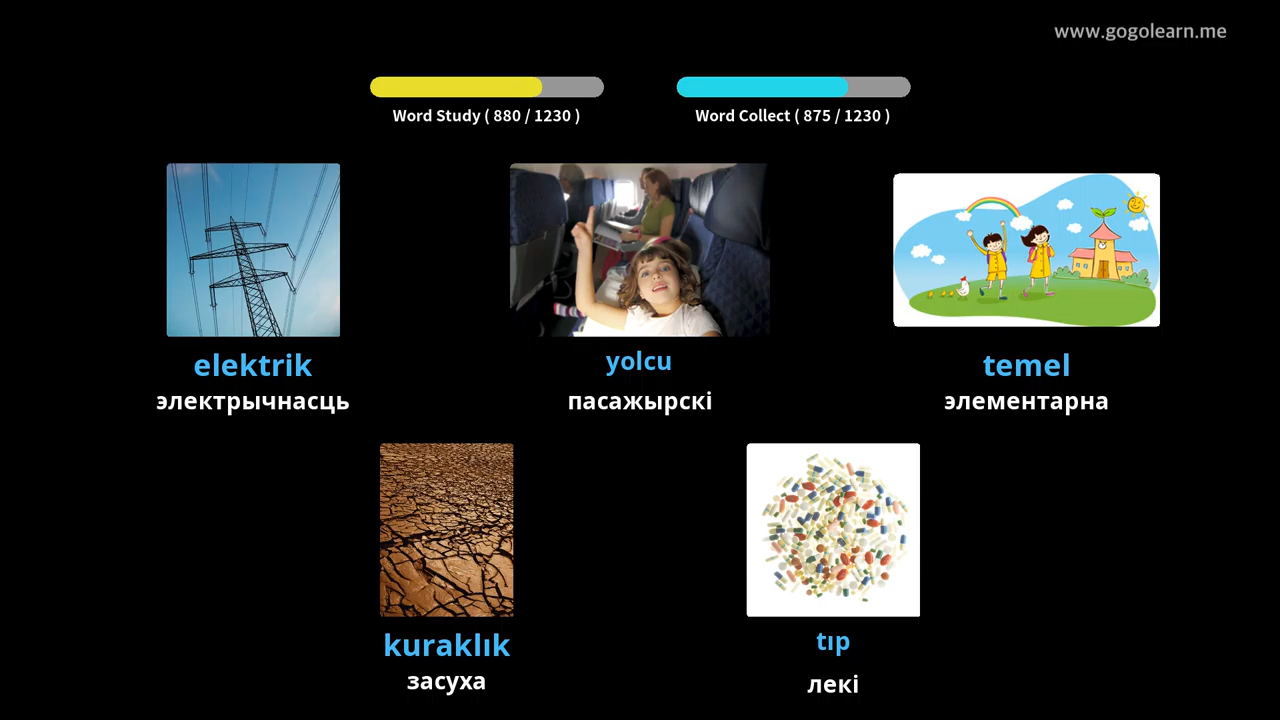 www.gogolearn.me
Word Study ( 880 / 1230 )
Word Collect ( 875 / 1230 )
elektrik
yolcu
temel
электрычнасць
пасажырскі
элементарна
kuraklık
tıp
засуха
лекі